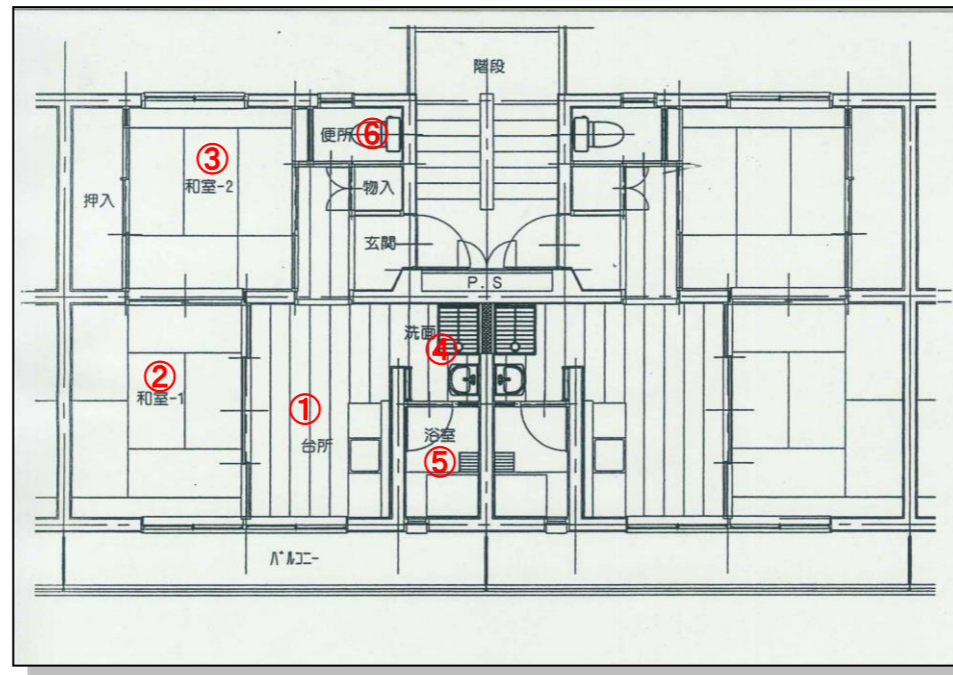 階段
便所
⑥
③
和室-2
物入
押入
玄関
P.S
洗面
④
②
和室-1
①
台所
浴室
⑤
バルコニー